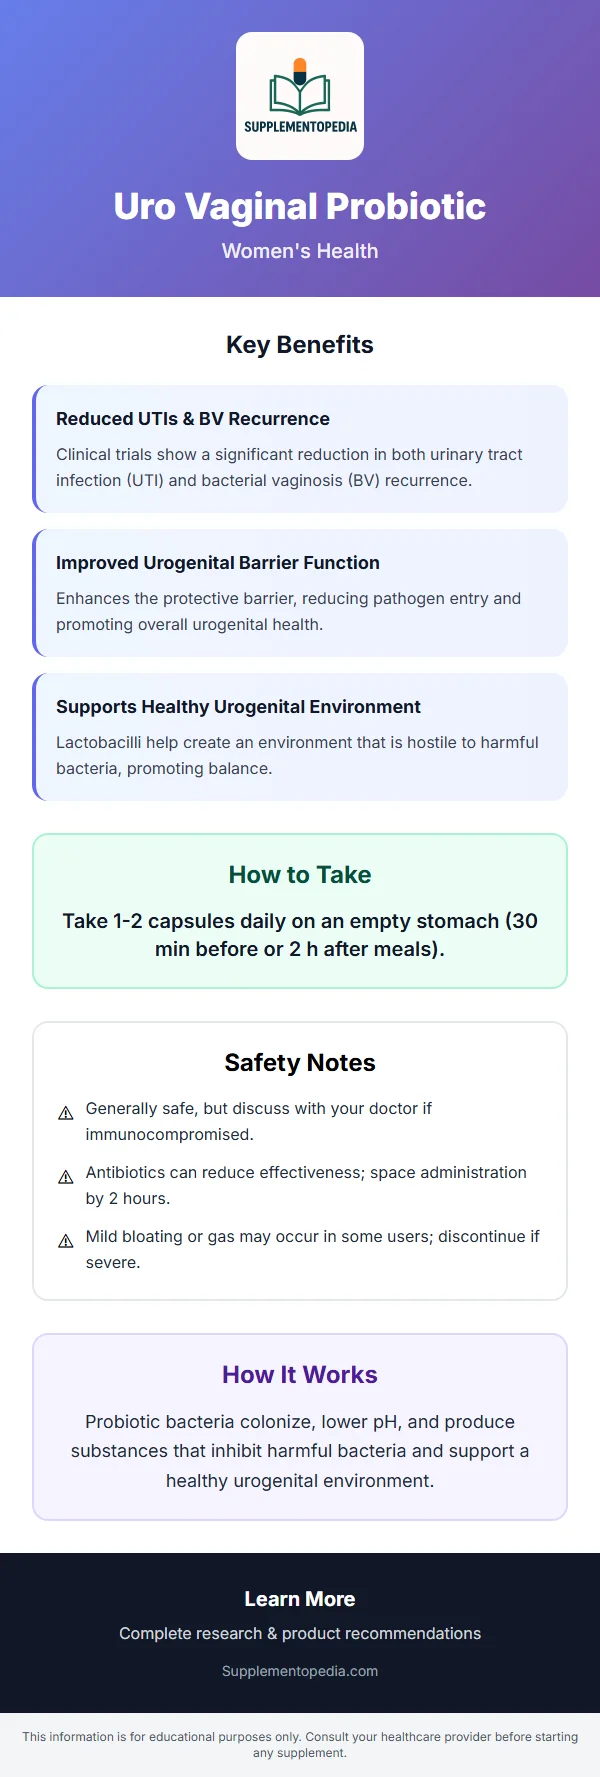 SUPPLEMENTOPEDIA
Uro Vaginal Probiotic
Women's Health
Key Benefits
Reduced UTIs & BV Recurrence
Clinical trials show a significant reduction in both urinary tract
infection (UTI) and bacterial vaginosis (BV) recurrence.
Improved Urogenital Barrier Function
Enhances the protective barrier, reducing pathogen entry and
promoting overall urogenital health.
Supports Healthy Urogenital Environment
Lactobacilli help create an environment that is hostile to harmful
bacteria, promoting balance.
How to Take
Take 1-2 capsules daily on an empty stomach (30
min before or 2 h after meals).
Safety Notes
Generally safe, but discuss with your doctor if
immunocompromised.
Antibiotics can reduce effectiveness; space administration
by 2 hours.
Mild bloating or gas may occur in some users; discontinue if
severe.
How It Works
Probiotic bacteria colonize, lower pH, and produce
substances that inhibit harmful bacteria and support a
healthy urogenital environment.
Learn More
Complete research & product recommendations
Supplementopedia.com
This information is for educational purposes only. Consult your healthcare provider before starting
any supplement.